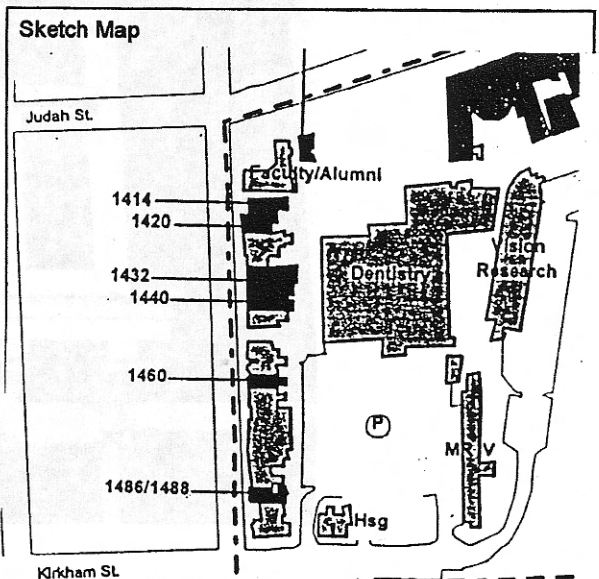 Sketch Map
Judah St.
Faculty/Alumni
1414
1420
Vision
Research
Dentistry
1432
1440
1460
P
M R V
1486/1488
Hsg
Kirkham St.